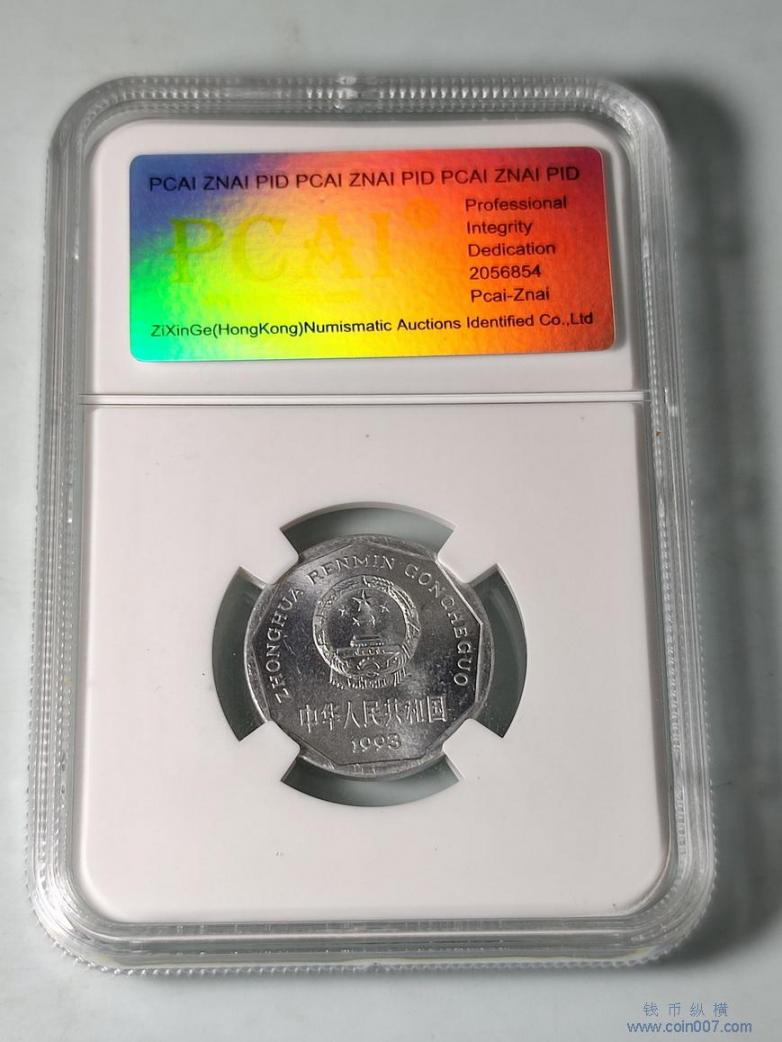 PCAI ZNAI PID PCAI ZNAI PID PCAI ZNAI PID
PCAI
Professional
Integrity
Dedication
2056854
Pcai-Znai
ZiXinGe(HongKong)Numismatic Auctions Identified Co.,Ltd
ZHONGHUA RENMIN GONGHEGUO
中华人民共和国
1993
钱币纵横
www.coin007.com